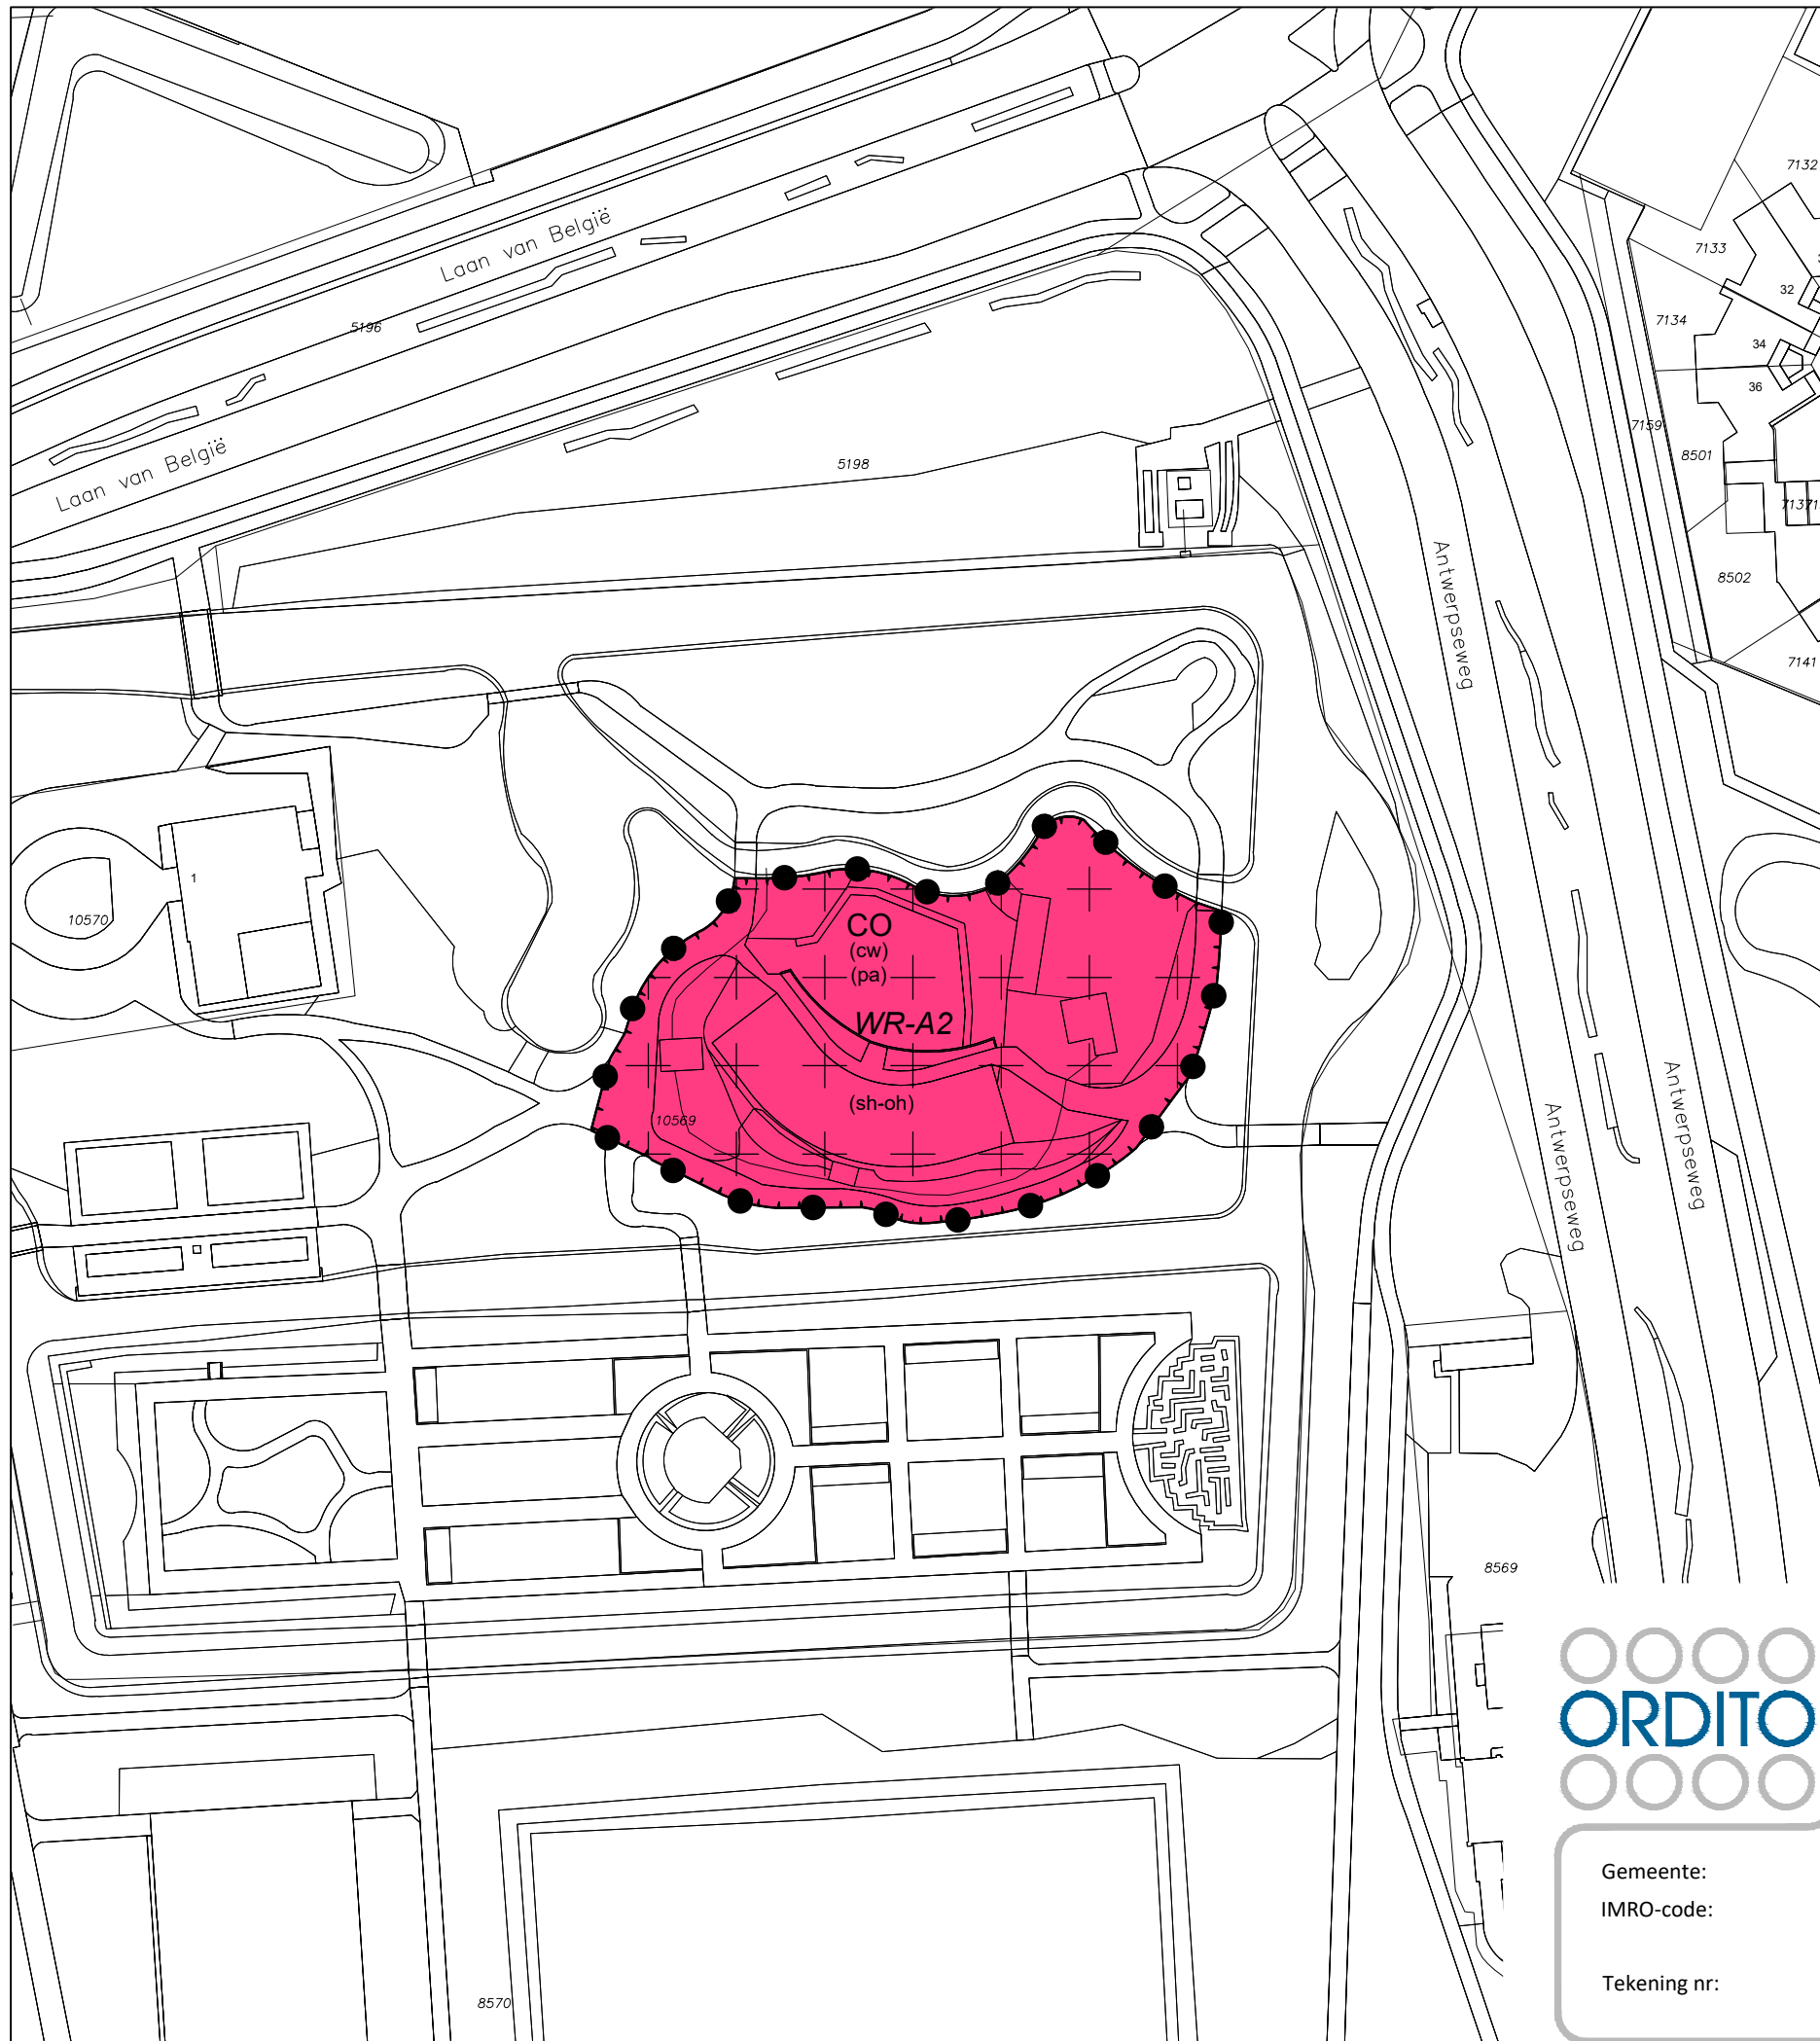 7132
Laan van België
7133
32
5196
7134
34
36
7159
Laan van België
5198
8501
Antwerpseweg
8502
7141
1
10570
CO
(cw)
(pa)
WR-A2
(sh-oh)
10569
Antwerpseweg
Antwerpseweg
8569
ORDITO
Gemeente:
IMRO-code:
Tekening nr:
8570